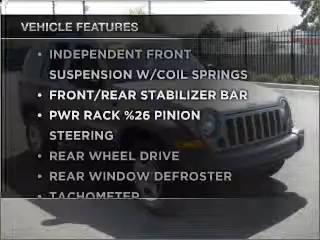 VEHICLE FEATURES
• INDEPENDENT FRONT
SUSPENSION W/COIL SPRINGS
• FRONT/REAR STABILIZER BAR
• PWR RACK %26 PINION
STEERING
• REAR WHEEL DRIVE
• REAR WINDOW DEFROSTER
• TACHOMETER